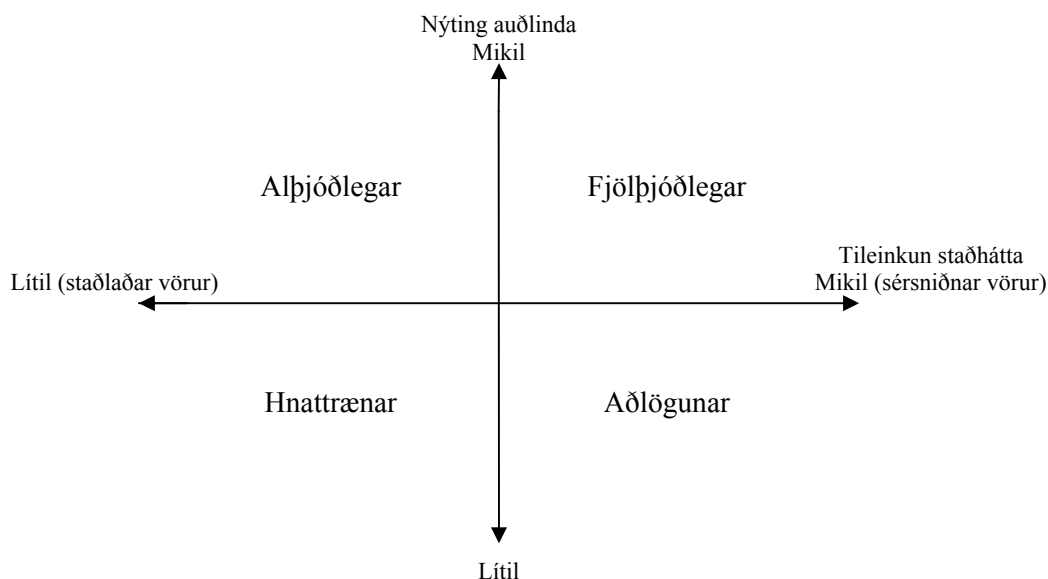 Nýting auðlinda
Mikil
Alþjóðlegar
Fjölþjóðlegar
Tileinkun staðhátta
Lítil (staðlaðar vörur)
Mikil (sérsniðnar vörur)
Hnattrænar
Aðlögunar
Lítil